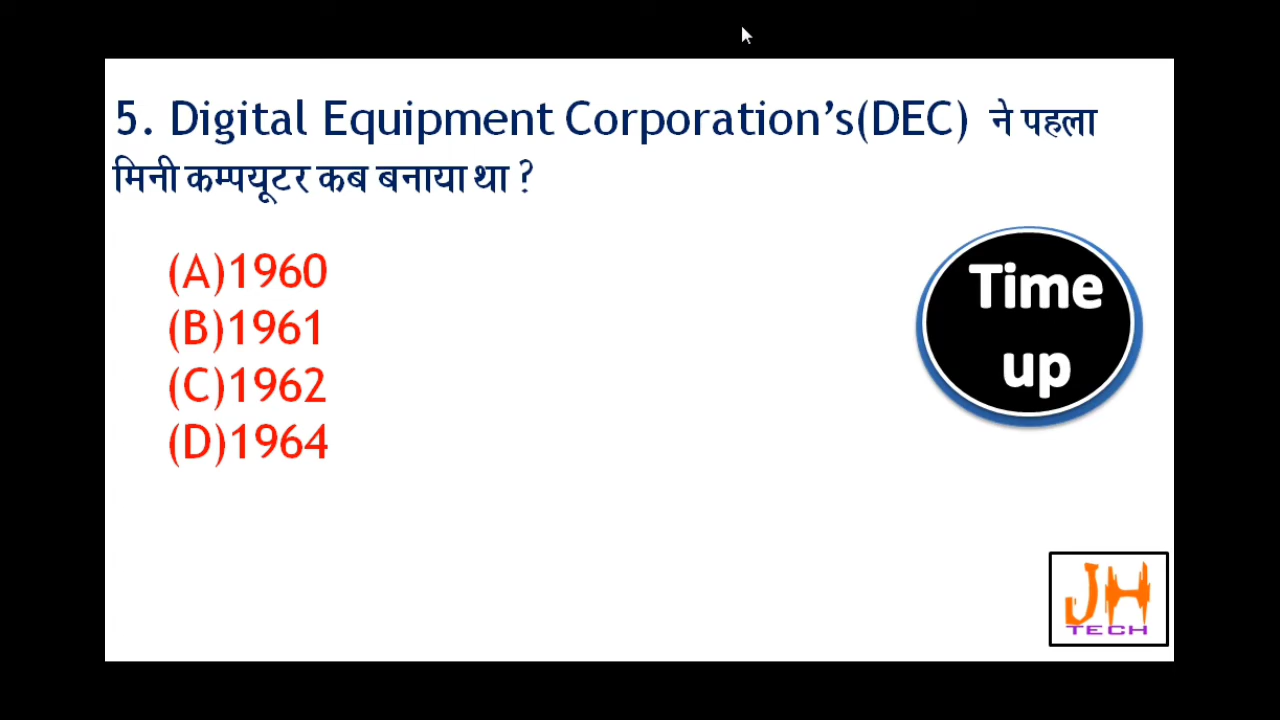 5. Digital Equipment Corporation’s(DEC) ने पहला
मिनी कम्पयूटर कब बनाया था ?
(A)1960
(B)1961
(C)1962
(D)1964
Time
up
JH
TECH